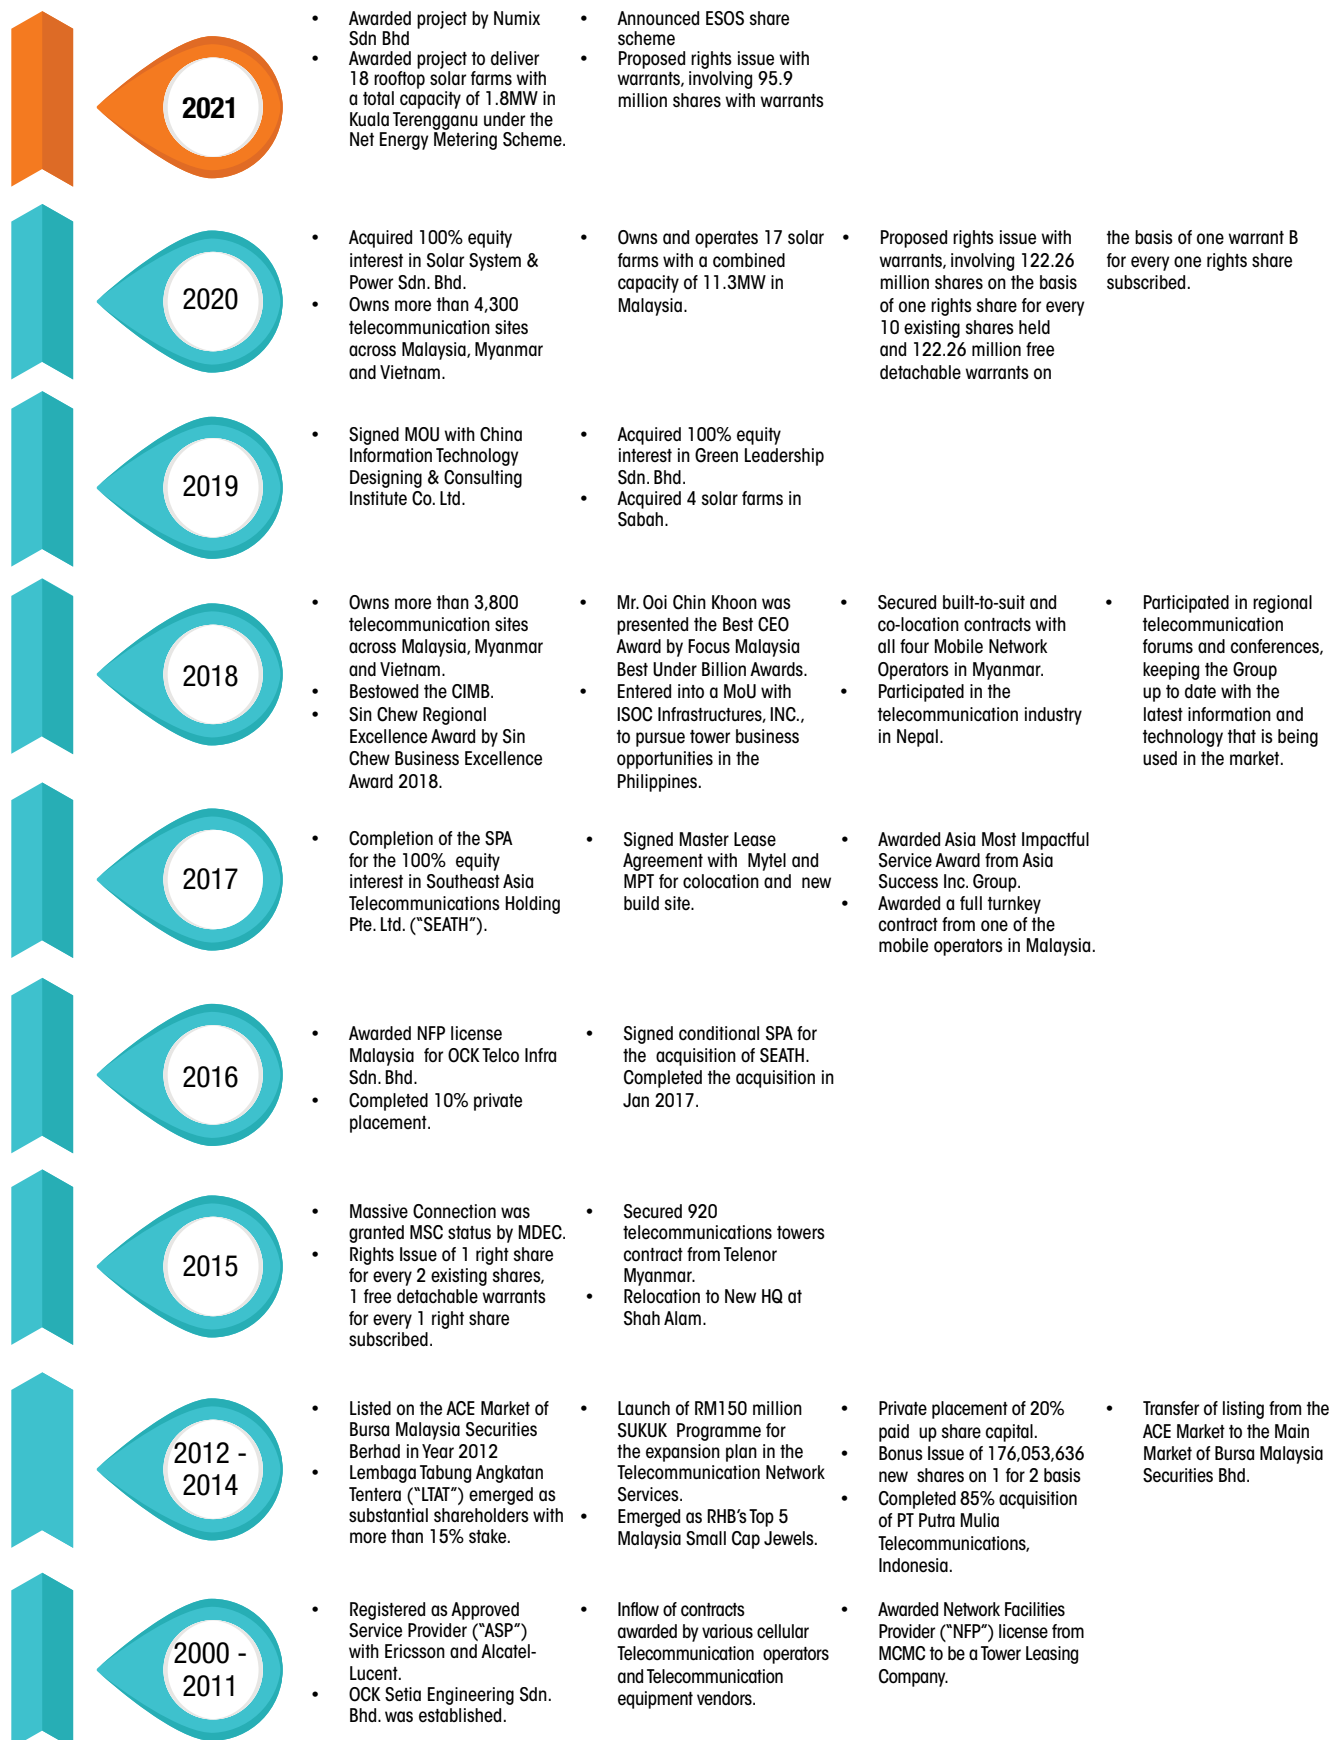 2021
• Awarded project by Numix
Sdn Bhd
• Awarded project to deliver
18 rooftop solar farms with
a total capacity of 1.8MW in
Kuala Terengganu under the
Net Energy Metering Scheme.
• Announced ESOS share
scheme
• Proposed rights issue with
warrants, involving 95.9
million shares with warrants
2020
• Acquired 100% equity
interest in Solar System &
Power Sdn. Bhd.
• Owns more than 4,300
telecommunication sites
across Malaysia, Myanmar
and Vietnam.
• Owns and operates 17 solar
farms with a combined
capacity of 11.3MW in
Malaysia.
• Proposed rights issue with
warrants, involving 122.26
million shares on the basis
of one rights share for every
10 existing shares held
and 122.26 million free
detachable warrants on
the basis of one warrant B
for every one rights share
subscribed.
2019
• Signed MOU with China
Information Technology
Designing & Consulting
Institute Co. Ltd.
• Acquired 100% equity
interest in Green Leadership
Sdn. Bhd.
• Acquired 4 solar farms in
Sabah.
2018
• Owns more than 3,800
telecommunication sites
across Malaysia, Myanmar
and Vietnam.
• Bestowed the CIMB.
• Sin Chew Regional
Excellence Award by Sin
Chew Business Excellence
Award 2018.
• Mr. Ooi Chin Khoon was
presented the Best CEO
Award by Focus Malaysia
Best Under Billion Awards.
• Entered into a MoU with
ISOC Infrastructures, INC.,
to pursue tower business
opportunities in the
Philippines.
• Secured built-to-suit and
co-location contracts with
all four Mobile Network
Operators in Myanmar.
• Participated in the
telecommunication industry
in Nepal.
• Participated in regional
telecommunication
forums and conferences,
keeping the Group
up to date with the
latest information and
technology that is being
used in the market.
2017
• Completion of the SPA
for the 100% equity
interest in Southeast Asia
Telecommunications Holding
Pte. Ltd. (“SEATH”).
• Signed Master Lease
Agreement with Mytel and
MPT for colocation and new
build site.
• Awarded Asia Most Impactful
Service Award from Asia
Success Inc. Group.
• Awarded a full turnkey
contract from one of the
mobile operators in Malaysia.
2016
• Awarded NFP license
Malaysia for OCK Telco Infra
Sdn. Bhd.
• Completed 10% private
placement.
• Signed conditional SPA for
the acquisition of SEATH.
Completed the acquisition in
Jan 2017.
2015
• Massive Connection was
granted MSC status by MDEC.
• Rights Issue of 1 right share
for every 2 existing shares,
1 free detachable warrants
for every 1 right share
subscribed.
• Secured 920
telecommunications towers
contract from Telenor
Myanmar.
• Relocation to New HQ at
Shah Alam.
2012 -
2014
• Listed on the ACE Market of
Bursa Malaysia Securities
Berhad in Year 2012
• Lembaga Tabung Angkatan
Tentera (“LTAT”) emerged as
substantial shareholders with
more than 15% stake.
• Launch of RM150 million
SUKUK Programme for
the expansion plan in the
Telecommunication Network
Services.
• Emerged as RHB’s Top 5
Malaysia Small Cap Jewels.
• Private placement of 20%
paid up share capital.
• Bonus Issue of 176,053,636
new shares on 1 for 2 basis
• Completed 85% acquisition
of PT Putra Mulia
Telecommunications,
Indonesia.
• Transfer of listing from the
ACE Market to the Main
Market of Bursa Malaysia
Securities Bhd.
2000 -
2011
• Registered as Approved
Service Provider (“ASP”)
with Ericsson and Alcatel-
Lucent.
• OCK Setia Engineering Sdn.
Bhd. was established.
• Inflow of contracts
awarded by various cellular
Telecommunication operators
and Telecommunication
equipment vendors.
• Awarded Network Facilities
Provider (“NFP”) license from
MCMC to be a Tower Leasing
Company.